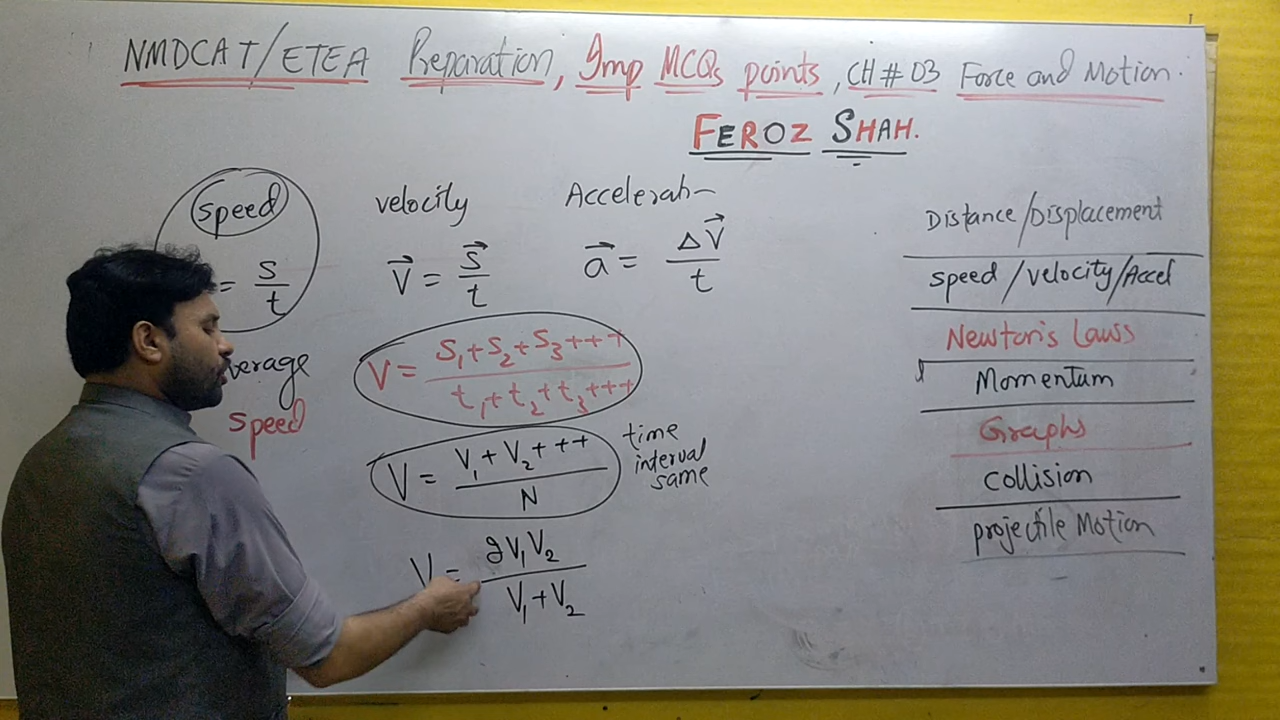 NMDCAT/ETEA Reparation, Imp MCQs points, CH # 03 Force and Motion.
FEROZ SHAH.
speed
= s/t
velocity
V⃗ = s⃗/t
Accelerah-
a⃗ = ΔV⃗/t
verage
speed
V = S₁+S₂+S₃+++/t₁+t₂+t₃+++
V = V₁+V₂+++/N
time
interval
same
V = 2V₁V₂/V₁+V₂
Distance/Displacement
speed/velocity/Accel
Newton's Laws
Momentum
Graphs
collision
projectile Motion